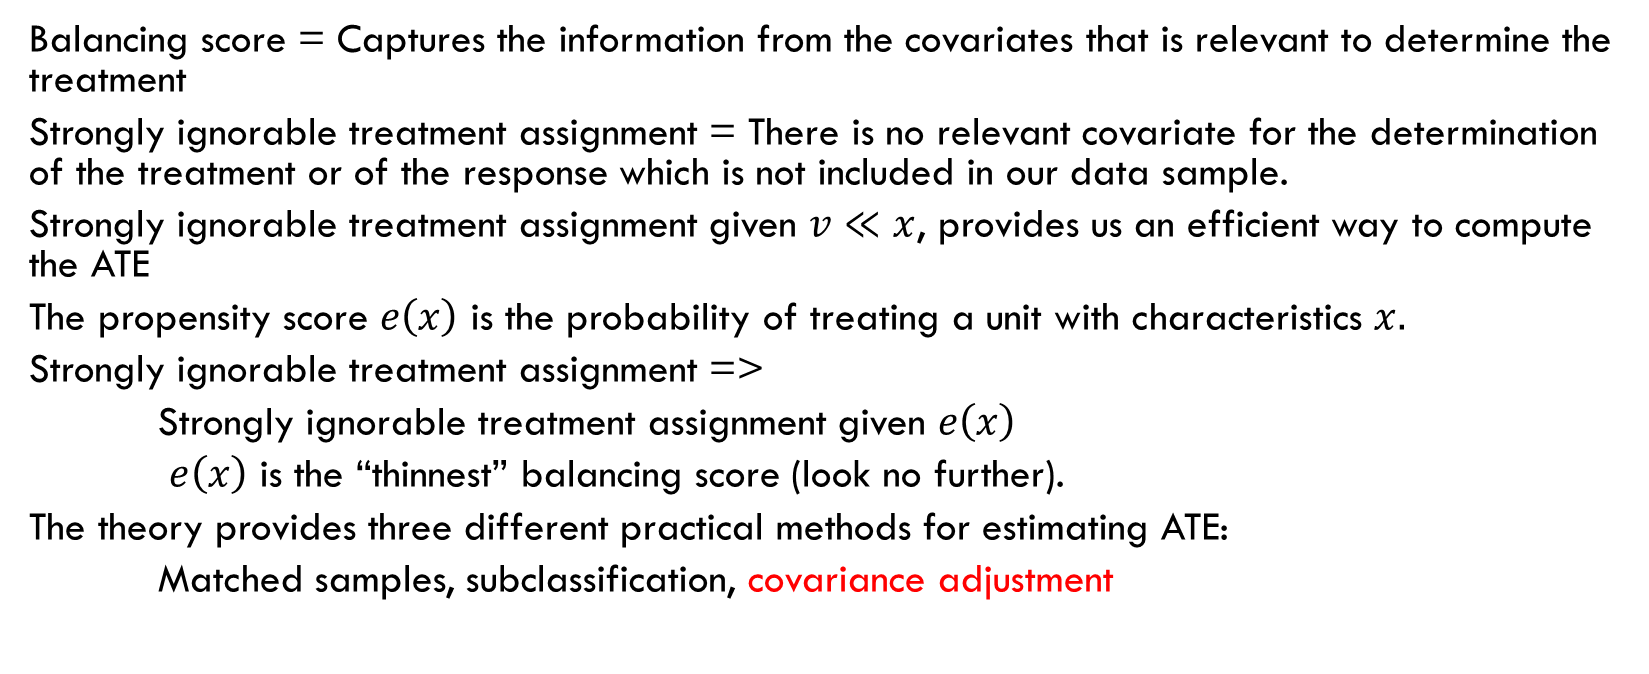 Balancing score = Captures the information from the covariates that is relevant to determine the
treatment
Strongly ignorable treatment assignment = There is no relevant covariate for the determination
of the treatment or of the response which is not included in our data sample.
Strongly ignorable treatment assignment given 𝑣 ≪ 𝑥, provides us an efficient way to compute
the ATE
The propensity score 𝑒(𝑥) is the probability of treating a unit with characteristics 𝑥.
Strongly ignorable treatment assignment =>
Strongly ignorable treatment assignment given 𝑒(𝑥)
𝑒(𝑥) is the “thinnest” balancing score (look no further).
The theory provides three different practical methods for estimating ATE:
Matched samples, subclassification, covariance adjustment